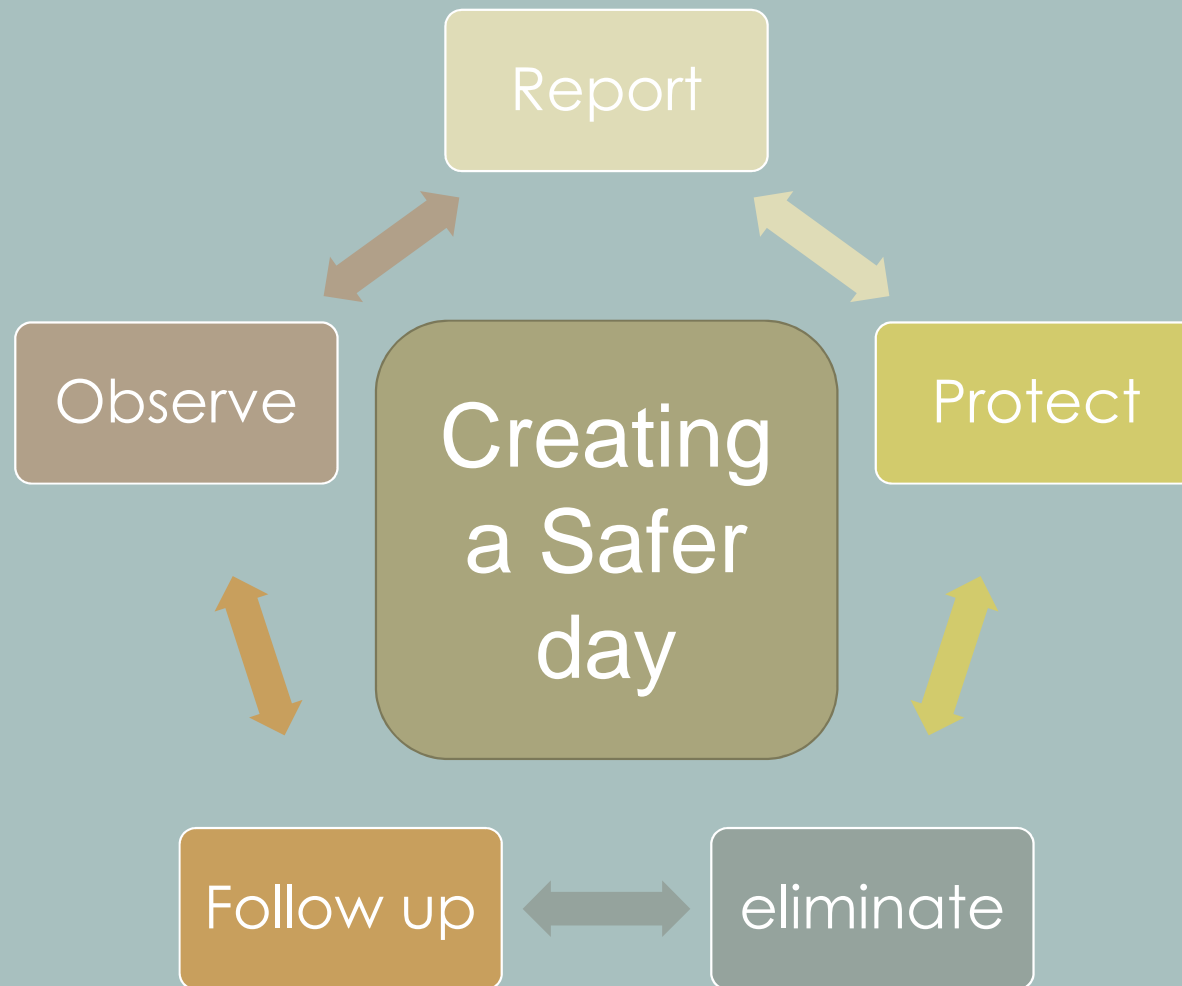 Report
Observe
Creating
a Safer
day
Protect
Follow up
eliminate